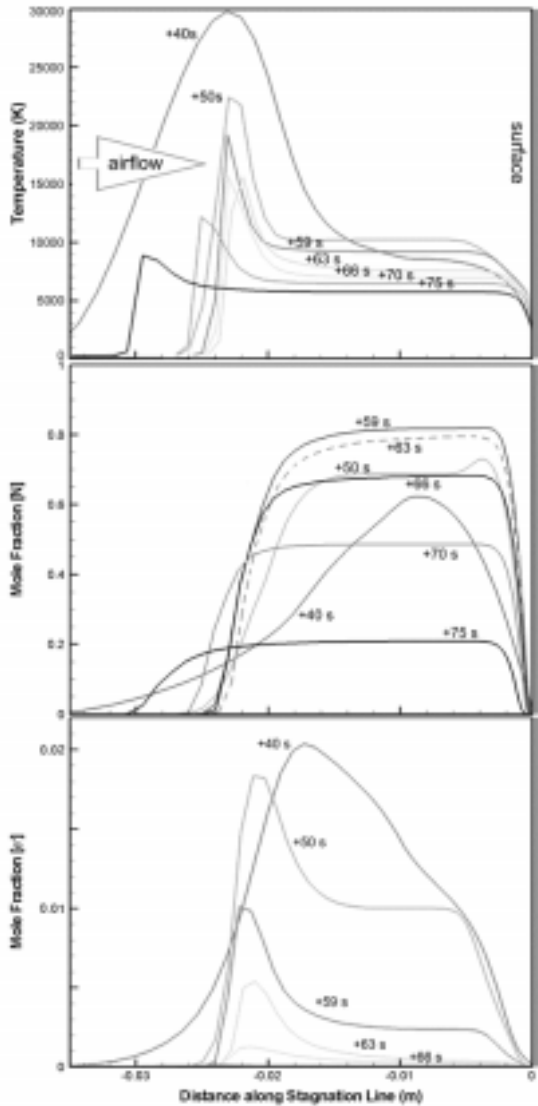 30000
+40s
25000
+50s
Temperature (K)
20000
airflow
surface
15000
10000
+59 s
+63 s
+66 s
+70 s
+75 s
5000
0
1
+59 s
0.8
+63 s
+50 s
+66 s
0.6
Mole Fraction [N]
+70 s
0.4
+40 s
0.2
+75 s
0
+40 s
0.02
+50 s
Mole Fraction [e-]
0.01
+59 s
+63 s
+66 s
0
-0.03
-0.02
-0.01
0
Distance along Stagnation Line (m)